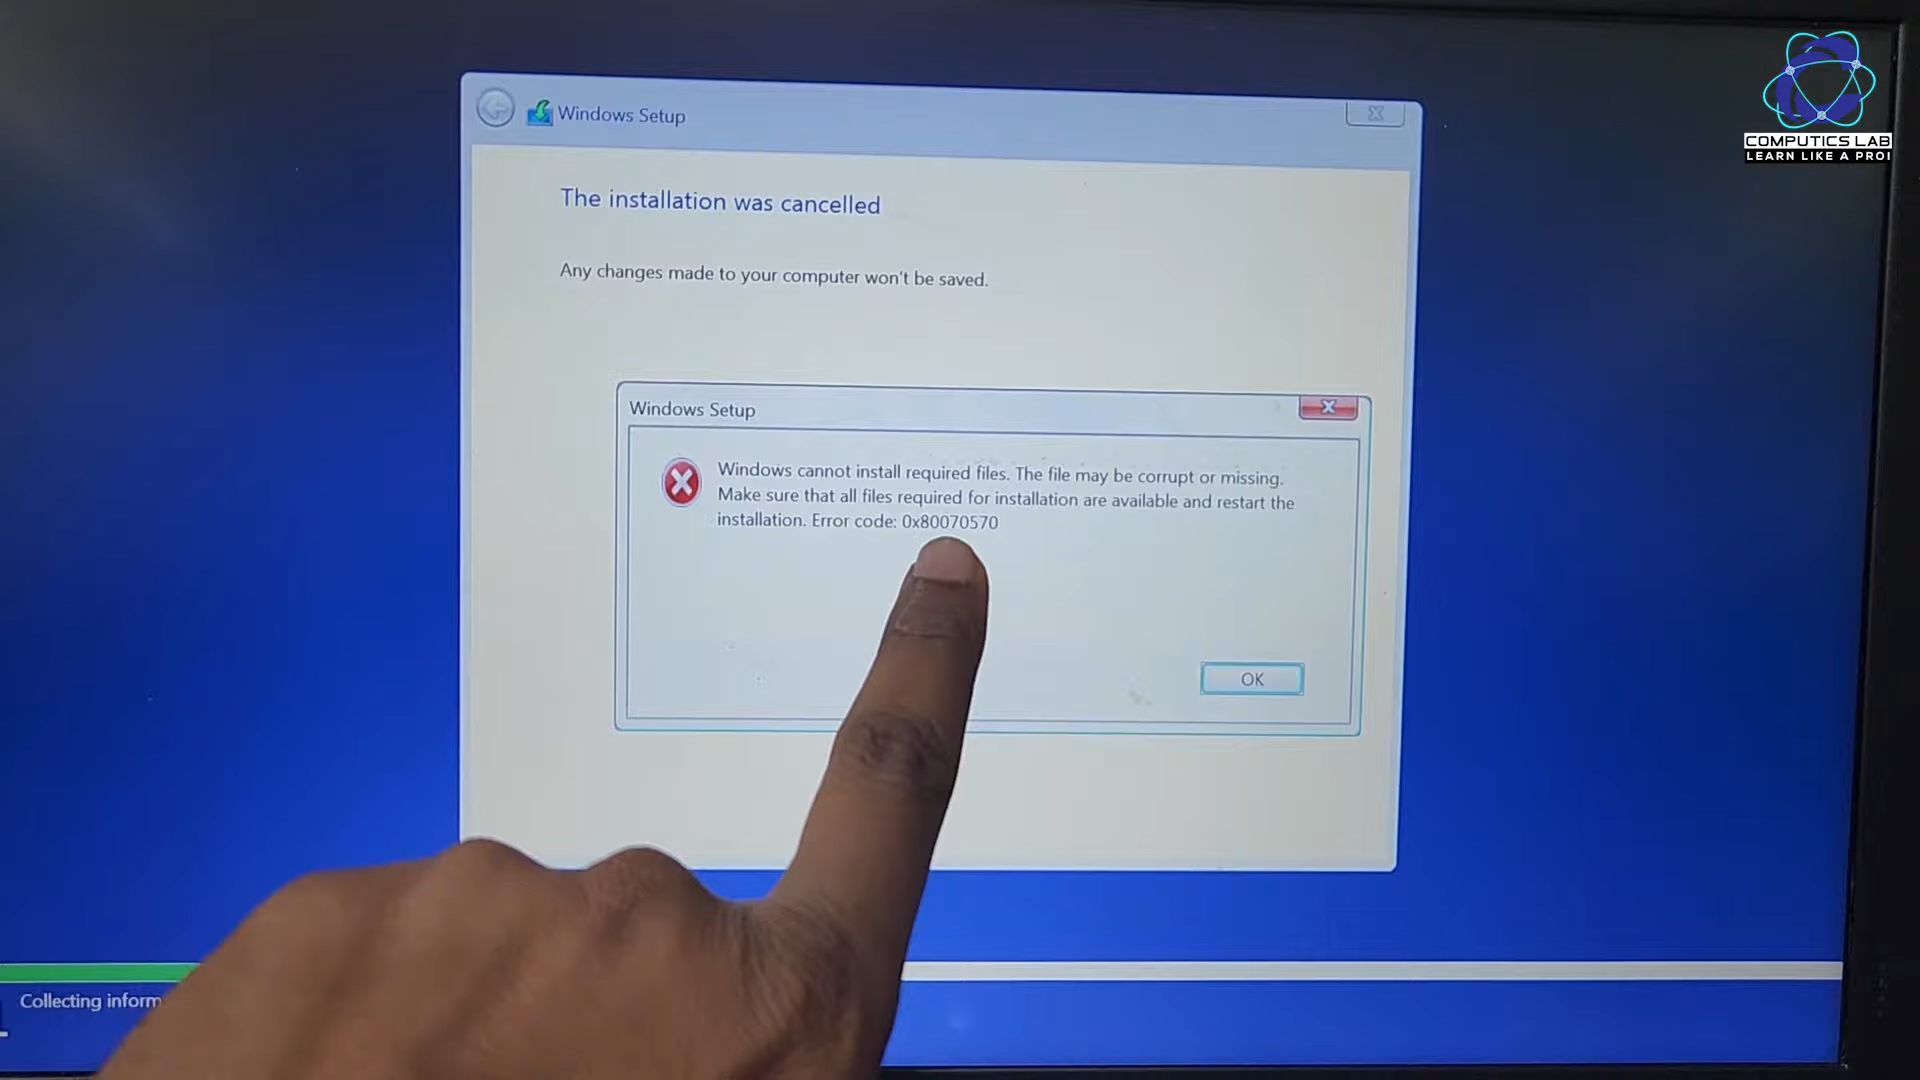 COMPUTICS LAB
LEARN LIKE A PRO!
Windows Setup
The installation was cancelled
Any changes made to your computer won't be saved.
Windows Setup
Windows cannot install required files. The file may be corrupt or missing.
Make sure that all files required for installation are available and restart the
installation. Error code: 0x80070570
OK
Collecting inform